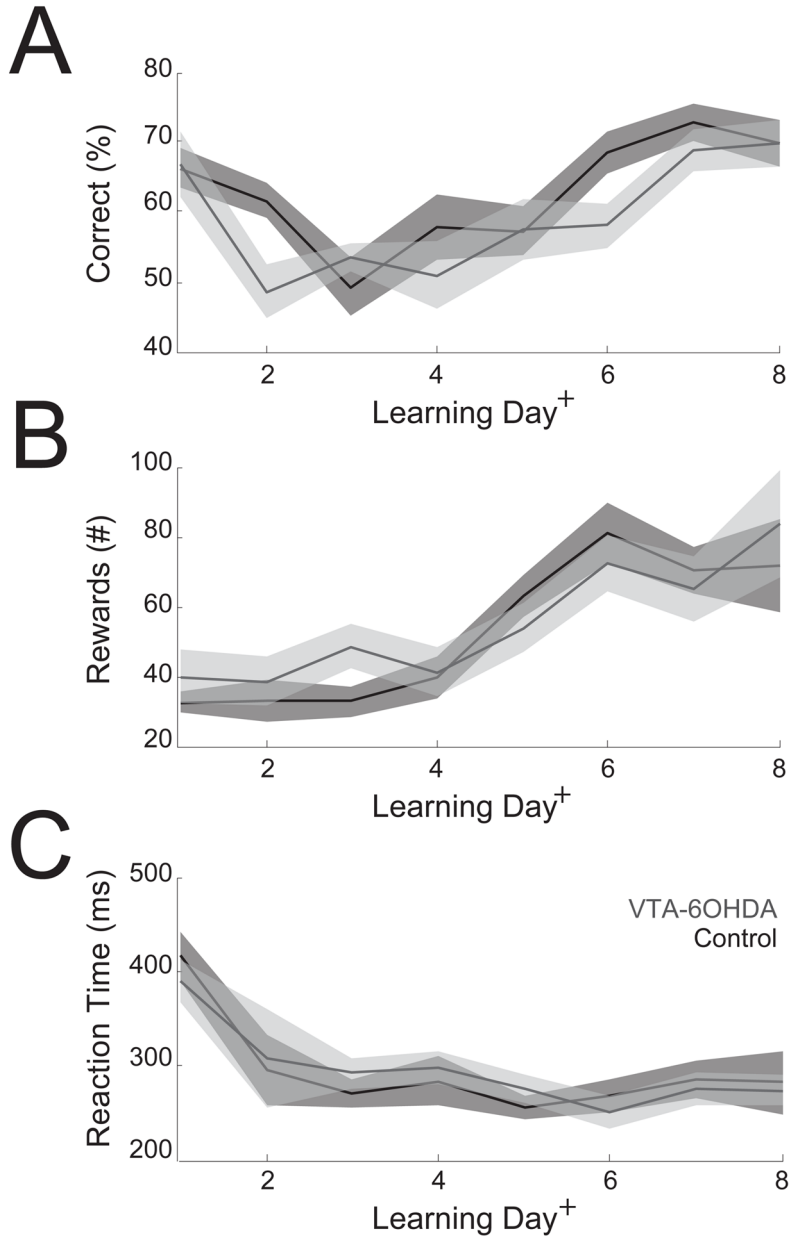 A
80
70
60
50
40
Correct (%)
2
4
6
8
Learning Day+
B
100
80
60
40
20
Rewards (#)
2
4
6
8
Learning Day+
C
500
400
300
200
Reaction Time (ms)
VTA-6OHDA
Control
2
4
6
8
Learning Day+